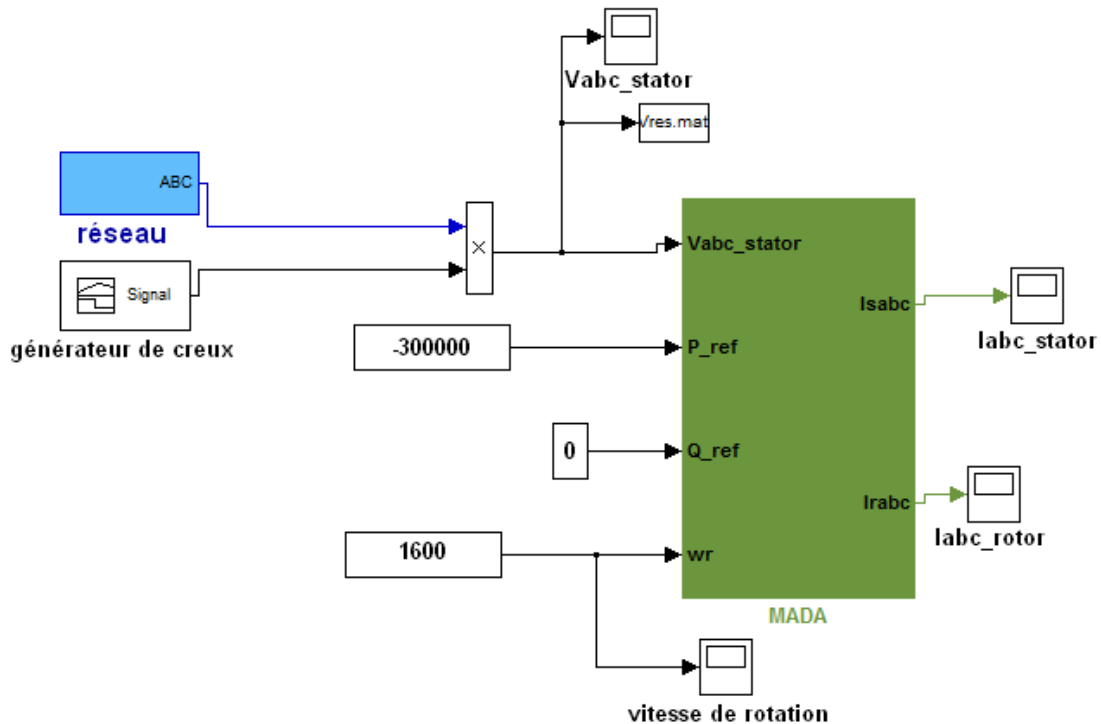 Vabc_stator
Vres.mat
ABC
réseau
×
Vabc_stator
Signal
générateur de creux
Isabc
Iabc_stator
-300000
P_ref
0
Q_ref
Irabc
Iabc_rotor
1600
wr
MADA
vitesse de rotation